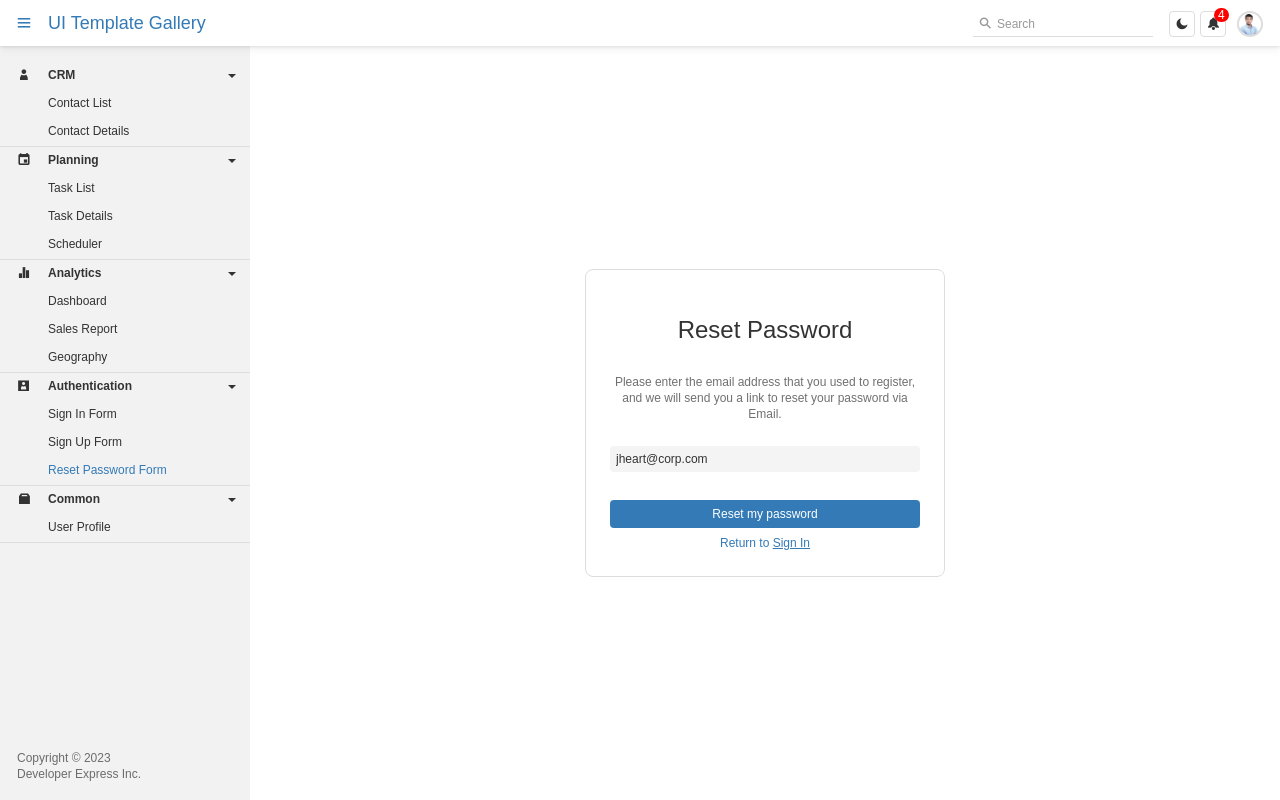 UI Template Gallery
Search
4
CRM
Contact List
Contact Details
Planning
Task List
Task Details
Scheduler
Analytics
Dashboard
Sales Report
Geography
Authentication
Sign In Form
Sign Up Form
Reset Password Form
Common
User Profile
Copyright © 2023
Developer Express Inc.
Reset Password
Please enter the email address that you used to register,
and we will send you a link to reset your password via
Email.
jheart@corp.com
Reset my password
Return to Sign In